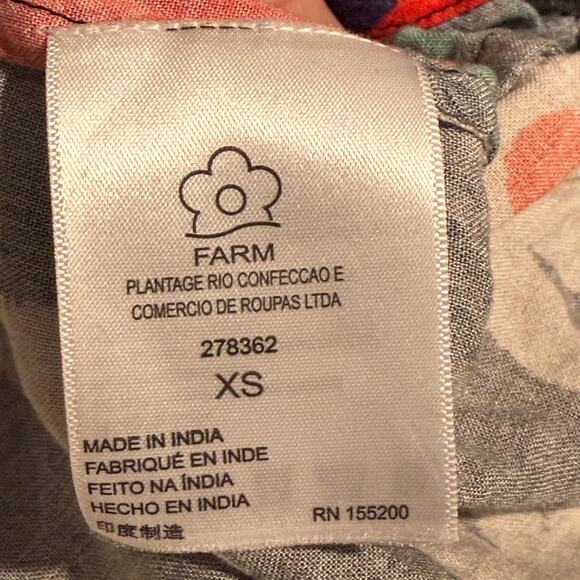 FARM
PLANTAGE RIO CONFECCAO E
COMERCIO DE ROUPAS LTDA
278362
XS
MADE IN INDIA
FABRIQUÉ EN INDE
FEITO NA ÍNDIA
HECHO EN INDIA
印度制造
RN 155200